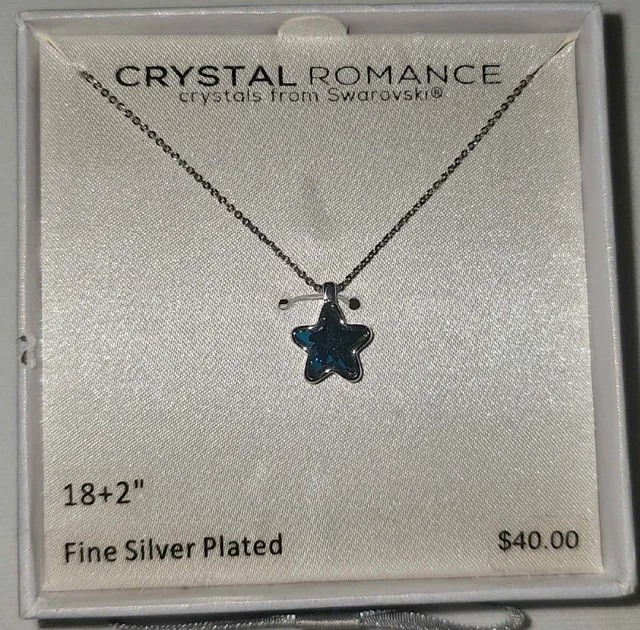 CRYSTAL ROMANCE
crystals from Swarovski®
18+2"
Fine Silver Plated
$40.00